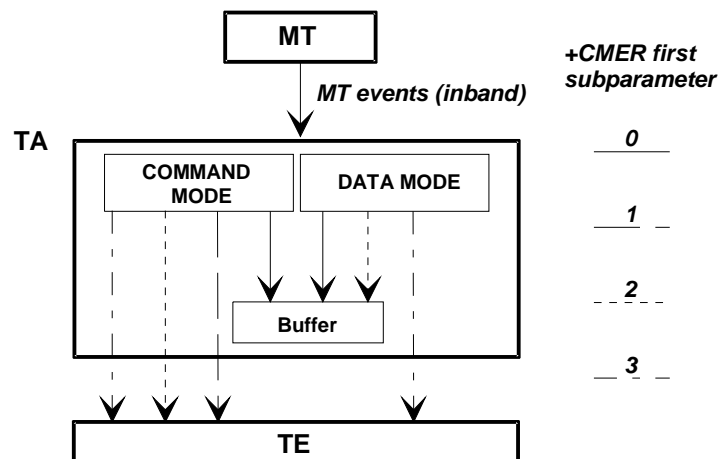 MT
+CMER first
subparameter
MT events (inband)
TA
0
COMMAND
MODE
DATA MODE
1
2
Buffer
3
TE